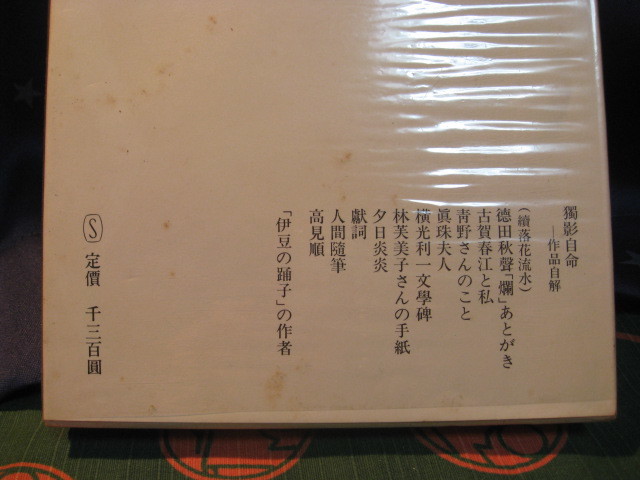 獨影自命
―作品自解
(續落花流水)
德田秋聲「爛」あとがき
古賀春江と私
靑野さんのこと
眞珠夫人
横光利一文學碑
林芙美子さんの手紙
夕日炎炎
獻詞
人間隨筆
高見順
「伊豆の踊子」の作者
S 定價 千三百圓